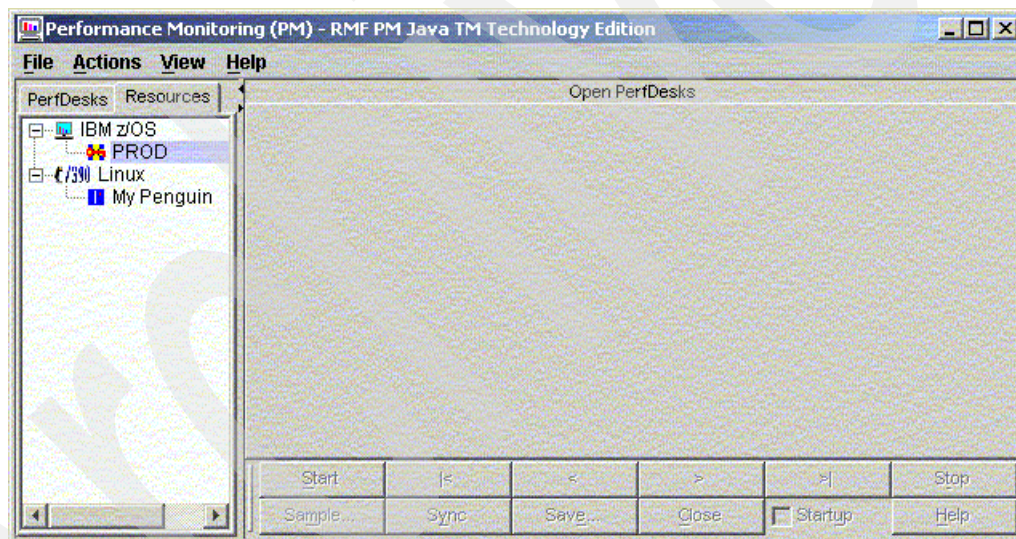 Performance Monitoring (PM) - RMF PM Java TM Technology Edition
File Actions View Help
PerfDesks Resources
Open PerfDesks
IBM z/OS
PROD
/390 Linux
My Penguin
Start |< < > >| Stop
Sample... Sync Save... Close Startup Help